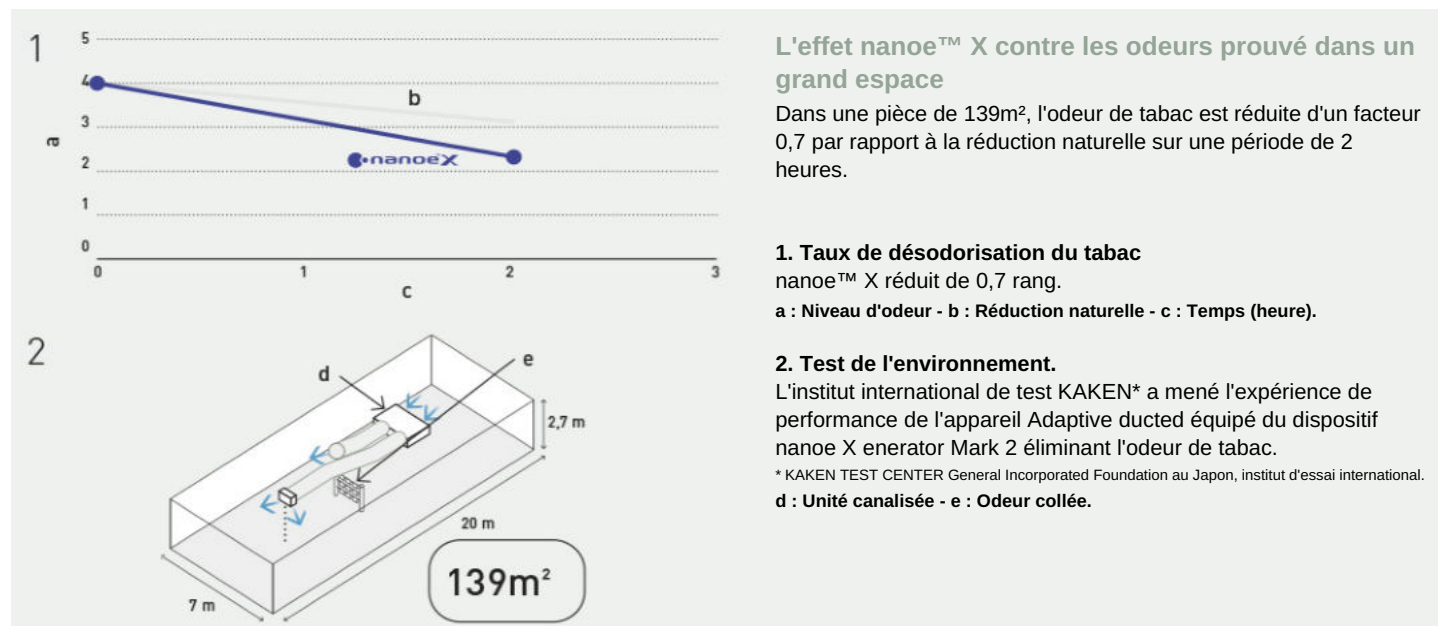 1
5
4
3
2
1
0
a
b
nanoeX
0 1 2 3
c
L'effet nanoe™ X contre les odeurs prouvé dans un
grand espace
Dans une pièce de 139m², l'odeur de tabac est réduite d'un facteur
0,7 par rapport à la réduction naturelle sur une période de 2
heures.
1. Taux de désodorisation du tabac
nanoe™ X réduit de 0,7 rang.
a : Niveau d'odeur - b : Réduction naturelle - c : Temps (heure).
2
d
e
2,7 m
20 m
7 m
139m²
2. Test de l'environnement.
L'institut international de test KAKEN* a mené l'expérience de
performance de l'appareil Adaptive ducted équipé du dispositif
nanoe X enerator Mark 2 éliminant l'odeur de tabac.
* KAKEN TEST CENTER General Incorporated Foundation au Japon, institut d'essai international.
d : Unité canalisée - e : Odeur collée.